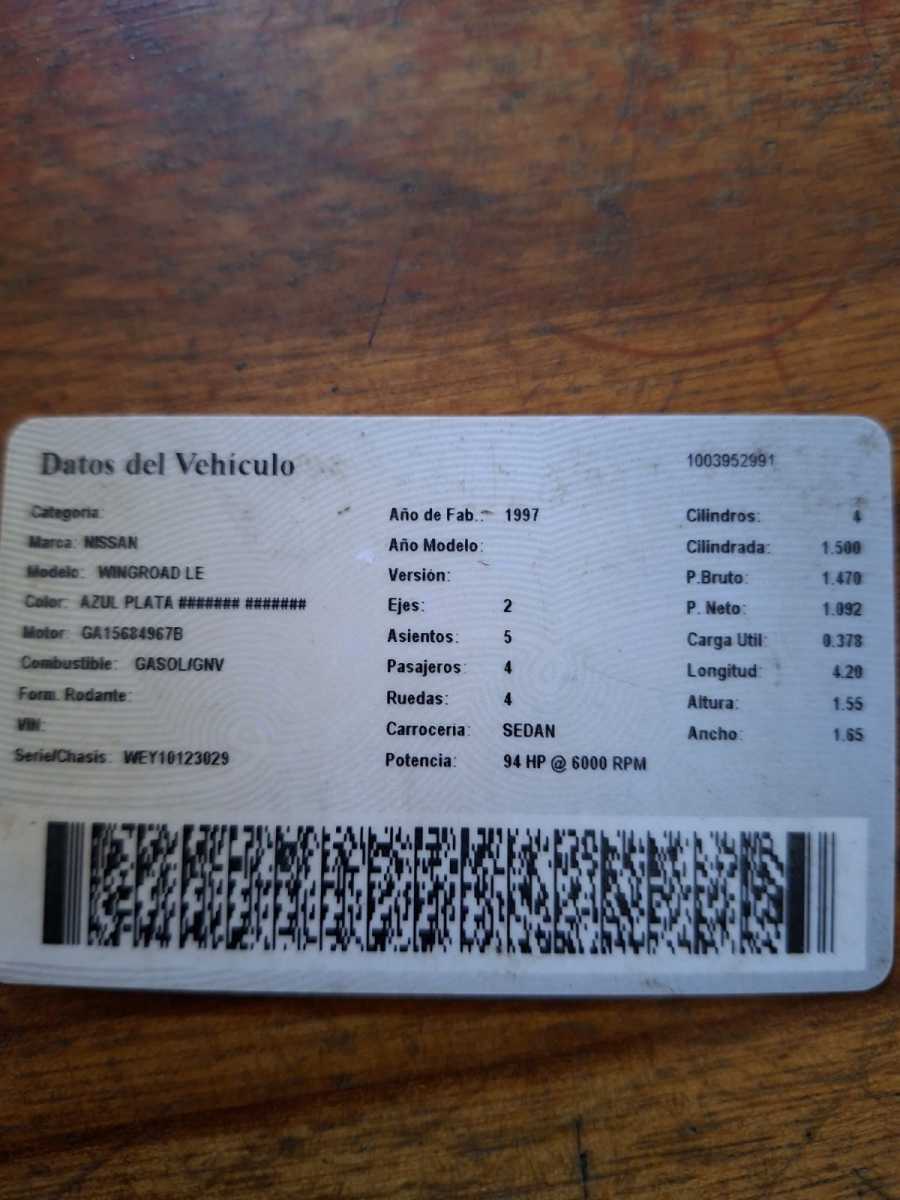 Datos del Vehículo
1003952991
Categoría:
Marca: NISSAN
Modelo: WINGROAD LE
Color: AZUL PLATA ####### #######
Motor: GA15684967B
Combustible: GASOL/GNV
Form. Rodante:
VIN:
Serie/Chasis: WEY10123029
Año de Fab.: 1997
Año Modelo:
Versión:
Ejes: 2
Asientos: 5
Pasajeros: 4
Ruedas: 4
Carrocería: SEDAN
Potencia: 94 HP @ 6000 RPM
Cilindros: 4
Cilindrada: 1.500
P.Bruto: 1.470
P. Neto: 1.092
Carga Util: 0.378
Longitud: 4.20
Altura: 1.55
Ancho: 1.65